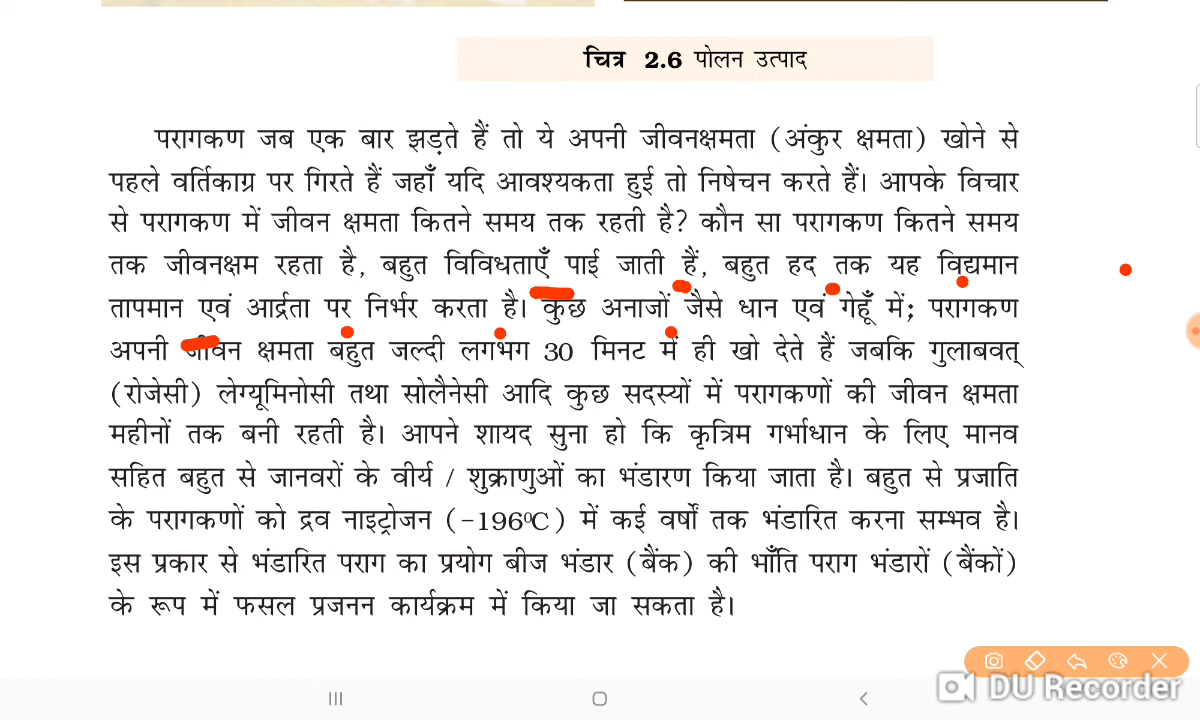 चित्र 2.6 पोलन उत्पाद
परागकण जब एक बार झड़ते हैं तो ये अपनी जीवनक्षमता (अंकुर क्षमता) खोने से
पहले वर्तिकाग्र पर गिरते हैं जहाँ यदि आवश्यकता हुई तो निषेचन करते हैं। आपके विचार
से परागकण में जीवन क्षमता कितने समय तक रहती है? कौन सा परागकण कितने समय
तक जीवनक्षम रहता है, बहुत विविधताएँ पाई जाती हैं, बहुत हद तक यह विद्यमान
तापमान एवं आर्द्रता पर निर्भर करता है। कुछ अनाजों जैसे धान एवं गेहूँ में; परागकण
अपनी जीवन क्षमता बहुत जल्दी लगभग 30 मिनट में ही खो देते हैं जबकि गुलाबवत्
(रोजेसी) लेग्यूमिनोसी तथा सोलैनेसी आदि कुछ सदस्यों में परागकणों की जीवन क्षमता
महीनों तक बनी रहती है। आपने शायद सुना हो कि कृत्रिम गर्भाधान के लिए मानव
सहित बहुत से जानवरों के वीर्य / शुक्राणुओं का भंडारण किया जाता है। बहुत से प्रजाति
के परागकणों को द्रव नाइट्रोजन (–196⁰C) में कई वर्षों तक भंडारित करना सम्भव है।
इस प्रकार से भंडारित पराग का प्रयोग बीज भंडार (बैंक) की भाँति पराग भंडारों (बैंकों)
के रूप में फसल प्रजनन कार्यक्रम में किया जा सकता है।
DU Recorder